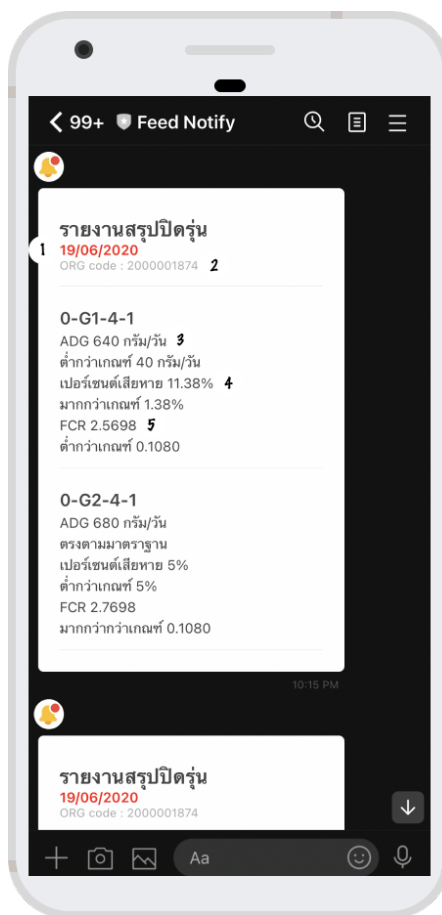 99+ Feed Notify
รายงานสรุปปิดรุ่น
1 19/06/2020
ORG code : 2000001874 2
0-G1-4-1
ADG 640 กรัม/วัน 3
ต่ำกว่าเกณฑ์ 40 กรัม/วัน
เปอร์เซนต์เสียหาย 11.38% 4
มากกว่าเกณฑ์ 1.38%
FCR 2.5698 5
ต่ำกว่าเกณฑ์ 0.1080
0-G2-4-1
ADG 680 กรัม/วัน
ตรงตามมาตราฐาน
เปอร์เซนต์เสียหาย 5%
ต่ำกว่าเกณฑ์ 5%
FCR 2.7698
มากกว่ากว่าเกณฑ์ 0.1080
10:15 PM
รายงานสรุปปิดรุ่น
19/06/2020
ORG code : 2000001874
Aa